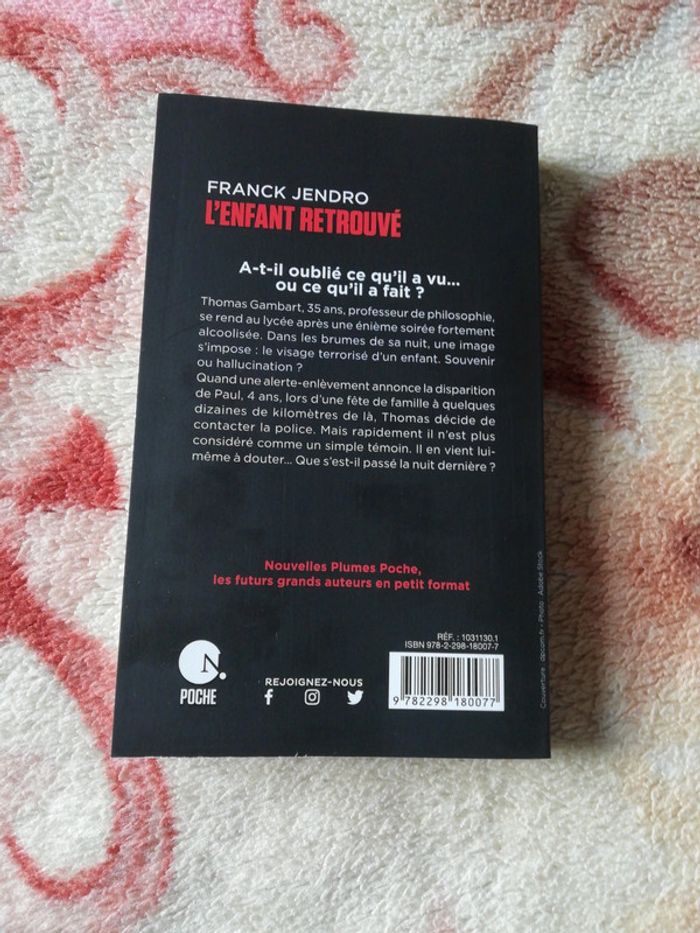 FRANCK JENDRO
L'ENFANT RETROUVÉ
A-t-il oublié ce qu'il a vu...
ou ce qu'il a fait ?
Thomas Gambart, 35 ans, professeur de philosophie,
se rend au lycée après une énième soirée fortement
alcoolisée. Dans les brumes de sa nuit, une image
s'impose : le visage terrorisé d'un enfant. Souvenir
ou hallucination ?
Quand une alerte-enlèvement annonce la disparition
de Paul, 4 ans, lors d'une fête de famille à quelques
dizaines de kilomètres de là, Thomas décide de
contacter la police. Mais rapidement il n'est plus
considéré comme un simple témoin. Il en vient lui-
même à douter... Que s'est-il passé la nuit dernière ?
Nouvelles Plumes Poche,
les futurs grands auteurs en petit format
RÉF. : 1031130.1
ISBN 978-2-298-18007-7
N.
POCHE
REJOIGNEZ-NOUS
9 782298 180077
Couverture : dpcom.fr - Photo : Adobe Stock